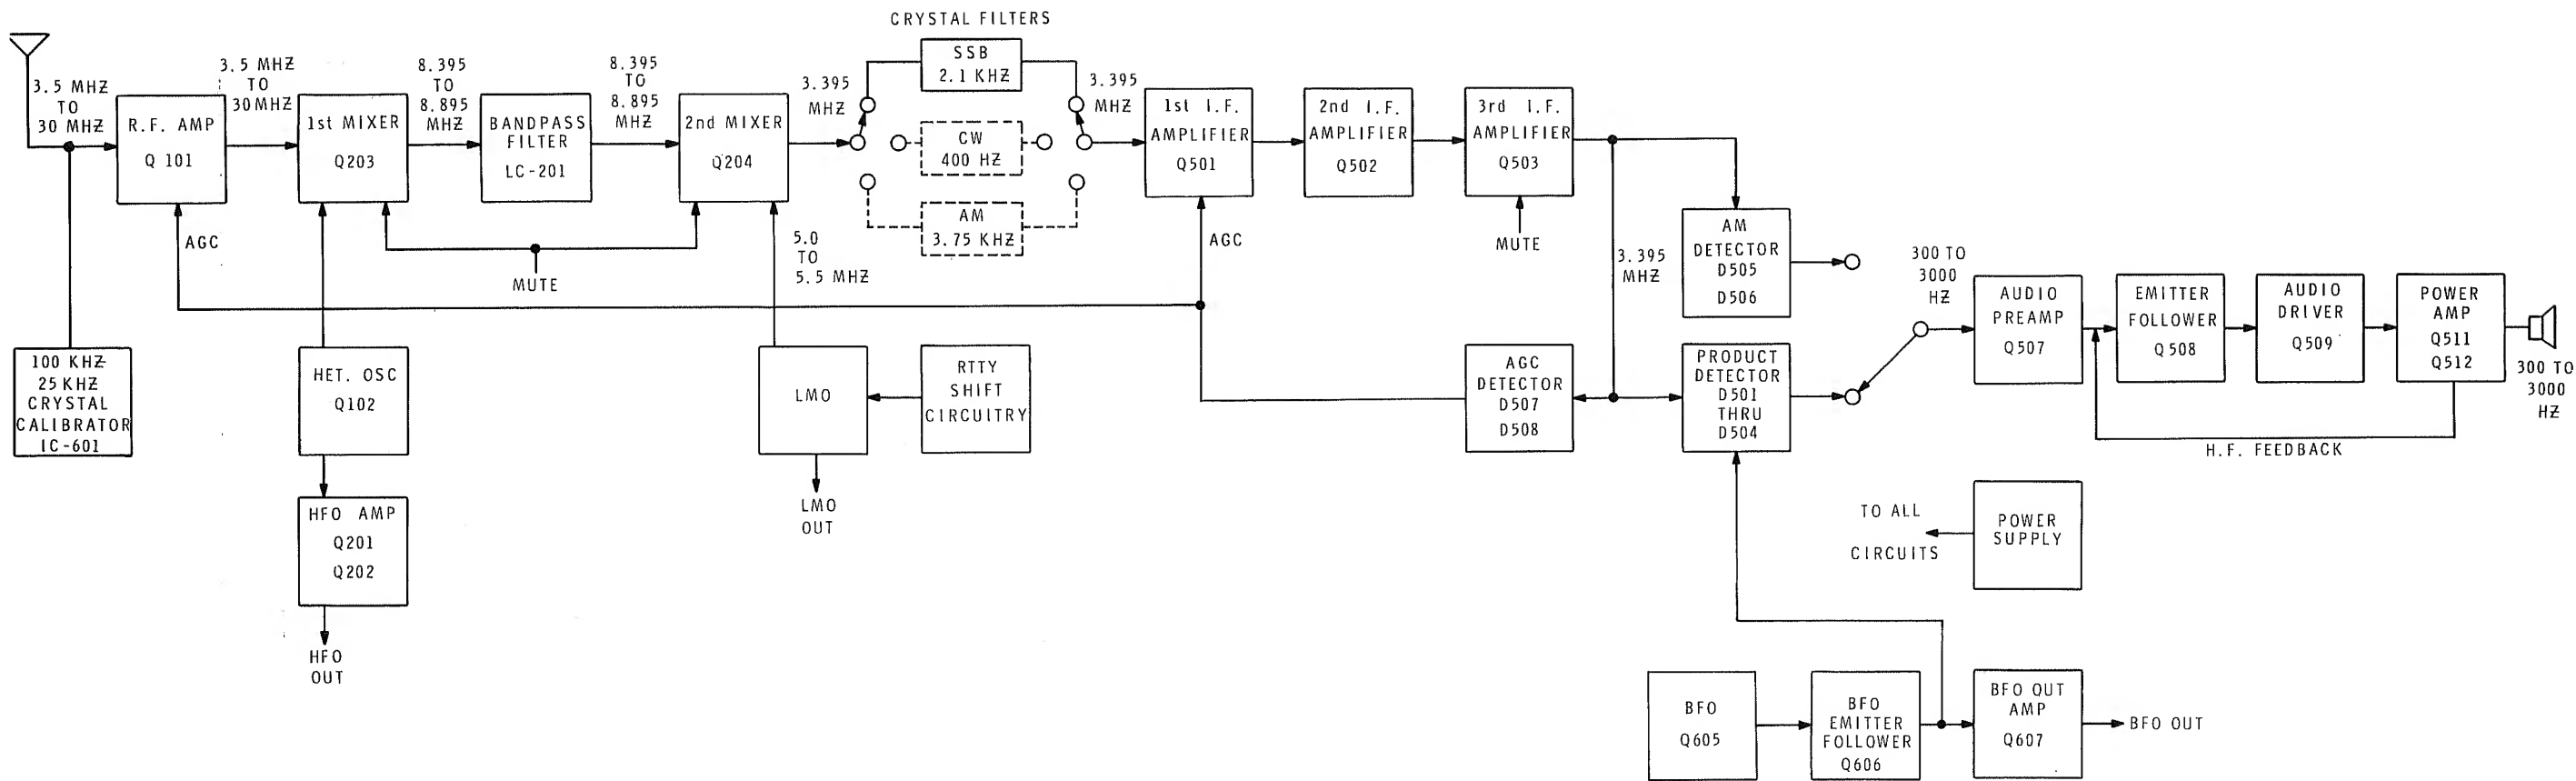 CRYSTAL FILTERS
3.5 MHZ
TO
30 MHZ
R.F. AMP
Q 101
3.5 MHZ
TO
30 MHZ
1st MIXER
Q203
8.395
TO
8.895
MHZ
BANDPASS
FILTER
LC-201
8.395
TO
8.895
MHZ
2nd MIXER
Q204
3.395
MHZ
SSB
2.1 KHZ
CW
400 HZ
AM
3.75 KHZ
3.395
MHZ
1st I.F.
AMPLIFIER
Q501
2nd I.F.
AMPLIFIER
Q502
3rd I.F.
AMPLIFIER
Q503
AGC
MUTE
5.0
TO
5.5 MHZ
AGC
MUTE
3.395
MHZ
AM
DETECTOR
D505
D506
300 TO
3000
HZ
AUDIO
PREAMP
Q507
EMITTER
FOLLOWER
Q508
AUDIO
DRIVER
Q509
POWER
AMP
Q511
Q512
300 TO
3000
HZ
H.F. FEEDBACK
100 KHZ
25 KHZ
CRYSTAL
CALIBRATOR
IC-601
HET. OSC
Q102
LMO
RTTY
SHIFT
CIRCUITRY
AGC
DETECTOR
D507
D508
PRODUCT
DETECTOR
D501
THRU
D504
HFO AMP
Q201
Q202
LMO
OUT
TO ALL
CIRCUITS
POWER
SUPPLY
HFO
OUT
BFO
Q605
BFO
EMITTER
FOLLOWER
Q606
BFO OUT
AMP
Q607
BFO OUT